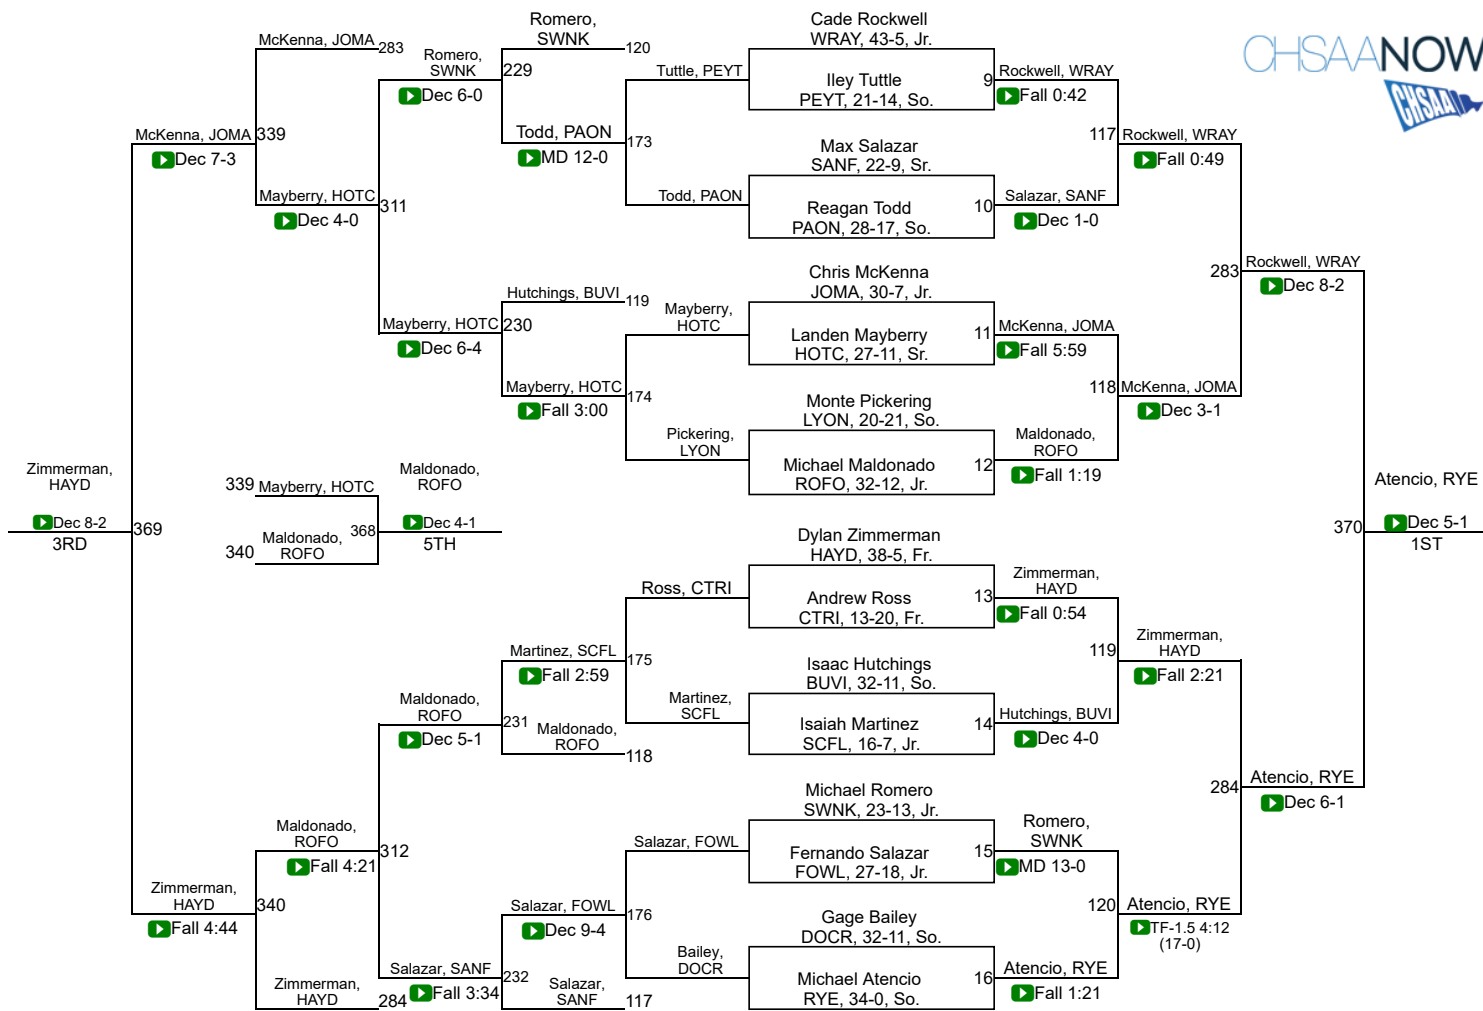 CHSAANOW
CHSAA
Cade Rockwell
WRAY, 43-5, Jr.
Iley Tuttle
PEYT, 21-14, So.
9
Max Salazar
SANF, 22-9, Sr.
Reagan Todd
PAON, 28-17, So.
10
Chris McKenna
JOMA, 30-7, Jr.
Landen Mayberry
HOTC, 27-11, Sr.
11
Monte Pickering
LYON, 20-21, So.
Michael Maldonado
ROFO, 32-12, Jr.
12
Dylan Zimmerman
HAYD, 38-5, Fr.
Andrew Ross
CTRI, 13-20, Fr.
13
Isaac Hutchings
BUVI, 32-11, So.
Isaiah Martinez
SCFL, 16-7, Jr.
14
Michael Romero
SWNK, 23-13, Jr.
Fernando Salazar
FOWL, 27-18, Jr.
15
Gage Bailey
DOCR, 32-11, So.
Michael Atencio
RYE, 34-0, So.
16
Rockwell, WRAY
Fall 0:42
Salazar, SANF
Dec 1-0
McKenna, JOMA
Fall 5:59
Maldonado,
ROFO
Fall 1:19
Zimmerman,
HAYD
Fall 0:54
Hutchings, BUVI
Dec 4-0
Romero,
SWNK
MD 13-0
Atencio, RYE
Fall 1:21
117
Rockwell, WRAY
Fall 0:49
118
McKenna, JOMA
Dec 3-1
119
Zimmerman,
HAYD
Fall 2:21
120
Atencio, RYE
TF-1.5 4:12
(17-0)
283
Rockwell, WRAY
Dec 8-2
284
Atencio, RYE
Dec 6-1
370
Atencio, RYE
Dec 5-1
1ST
Tuttle, PEYT
Todd, PAON
173
Mayberry,
HOTC
Pickering,
LYON
174
Ross, CTRI
Martinez,
SCFL
175
Salazar, FOWL
Bailey,
DOCR
176
Romero,
SWNK
120
Todd, PAON
MD 12-0
229
Hutchings, BUVI
119
Mayberry, HOTC
Fall 3:00
230
Martinez, SCFL
Fall 2:59
Maldonado,
ROFO
118
231
Salazar, FOWL
Dec 9-4
Salazar,
SANF
117
232
Romero,
SWNK
Dec 6-0
Mayberry, HOTC
Dec 6-4
311
Maldonado,
ROFO
Dec 5-1
Salazar, SANF
Fall 3:34
312
McKenna, JOMA
283
Mayberry, HOTC
Dec 4-0
339
Maldonado,
ROFO
Fall 4:21
Zimmerman,
HAYD
284
340
McKenna, JOMA
Dec 7-3
Zimmerman,
HAYD
Fall 4:44
369
Zimmerman,
HAYD
Dec 8-2
3RD
339
Mayberry, HOTC
340
Maldonado,
ROFO
368
Maldonado,
ROFO
Dec 4-1
5TH